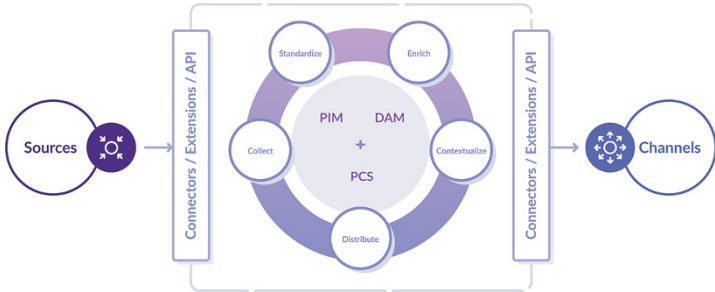 Sources
Connectors / Extensions / API
Standardize
Enrich
Collect
PIM
DAM
+
PCS
Contextualize
Distribute
Connectors / Extensions / API
Channels